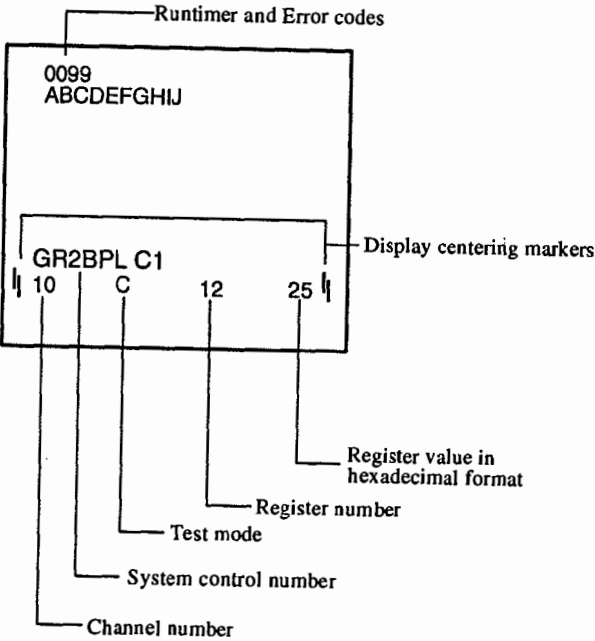 Runtimer and Error codes
0099
ABCDEFGHIJ
Display centering markers
GR2BPL C1
10 C 12 25
Register value in
hexadecimal format
Register number
Test mode
System control number
Channel number